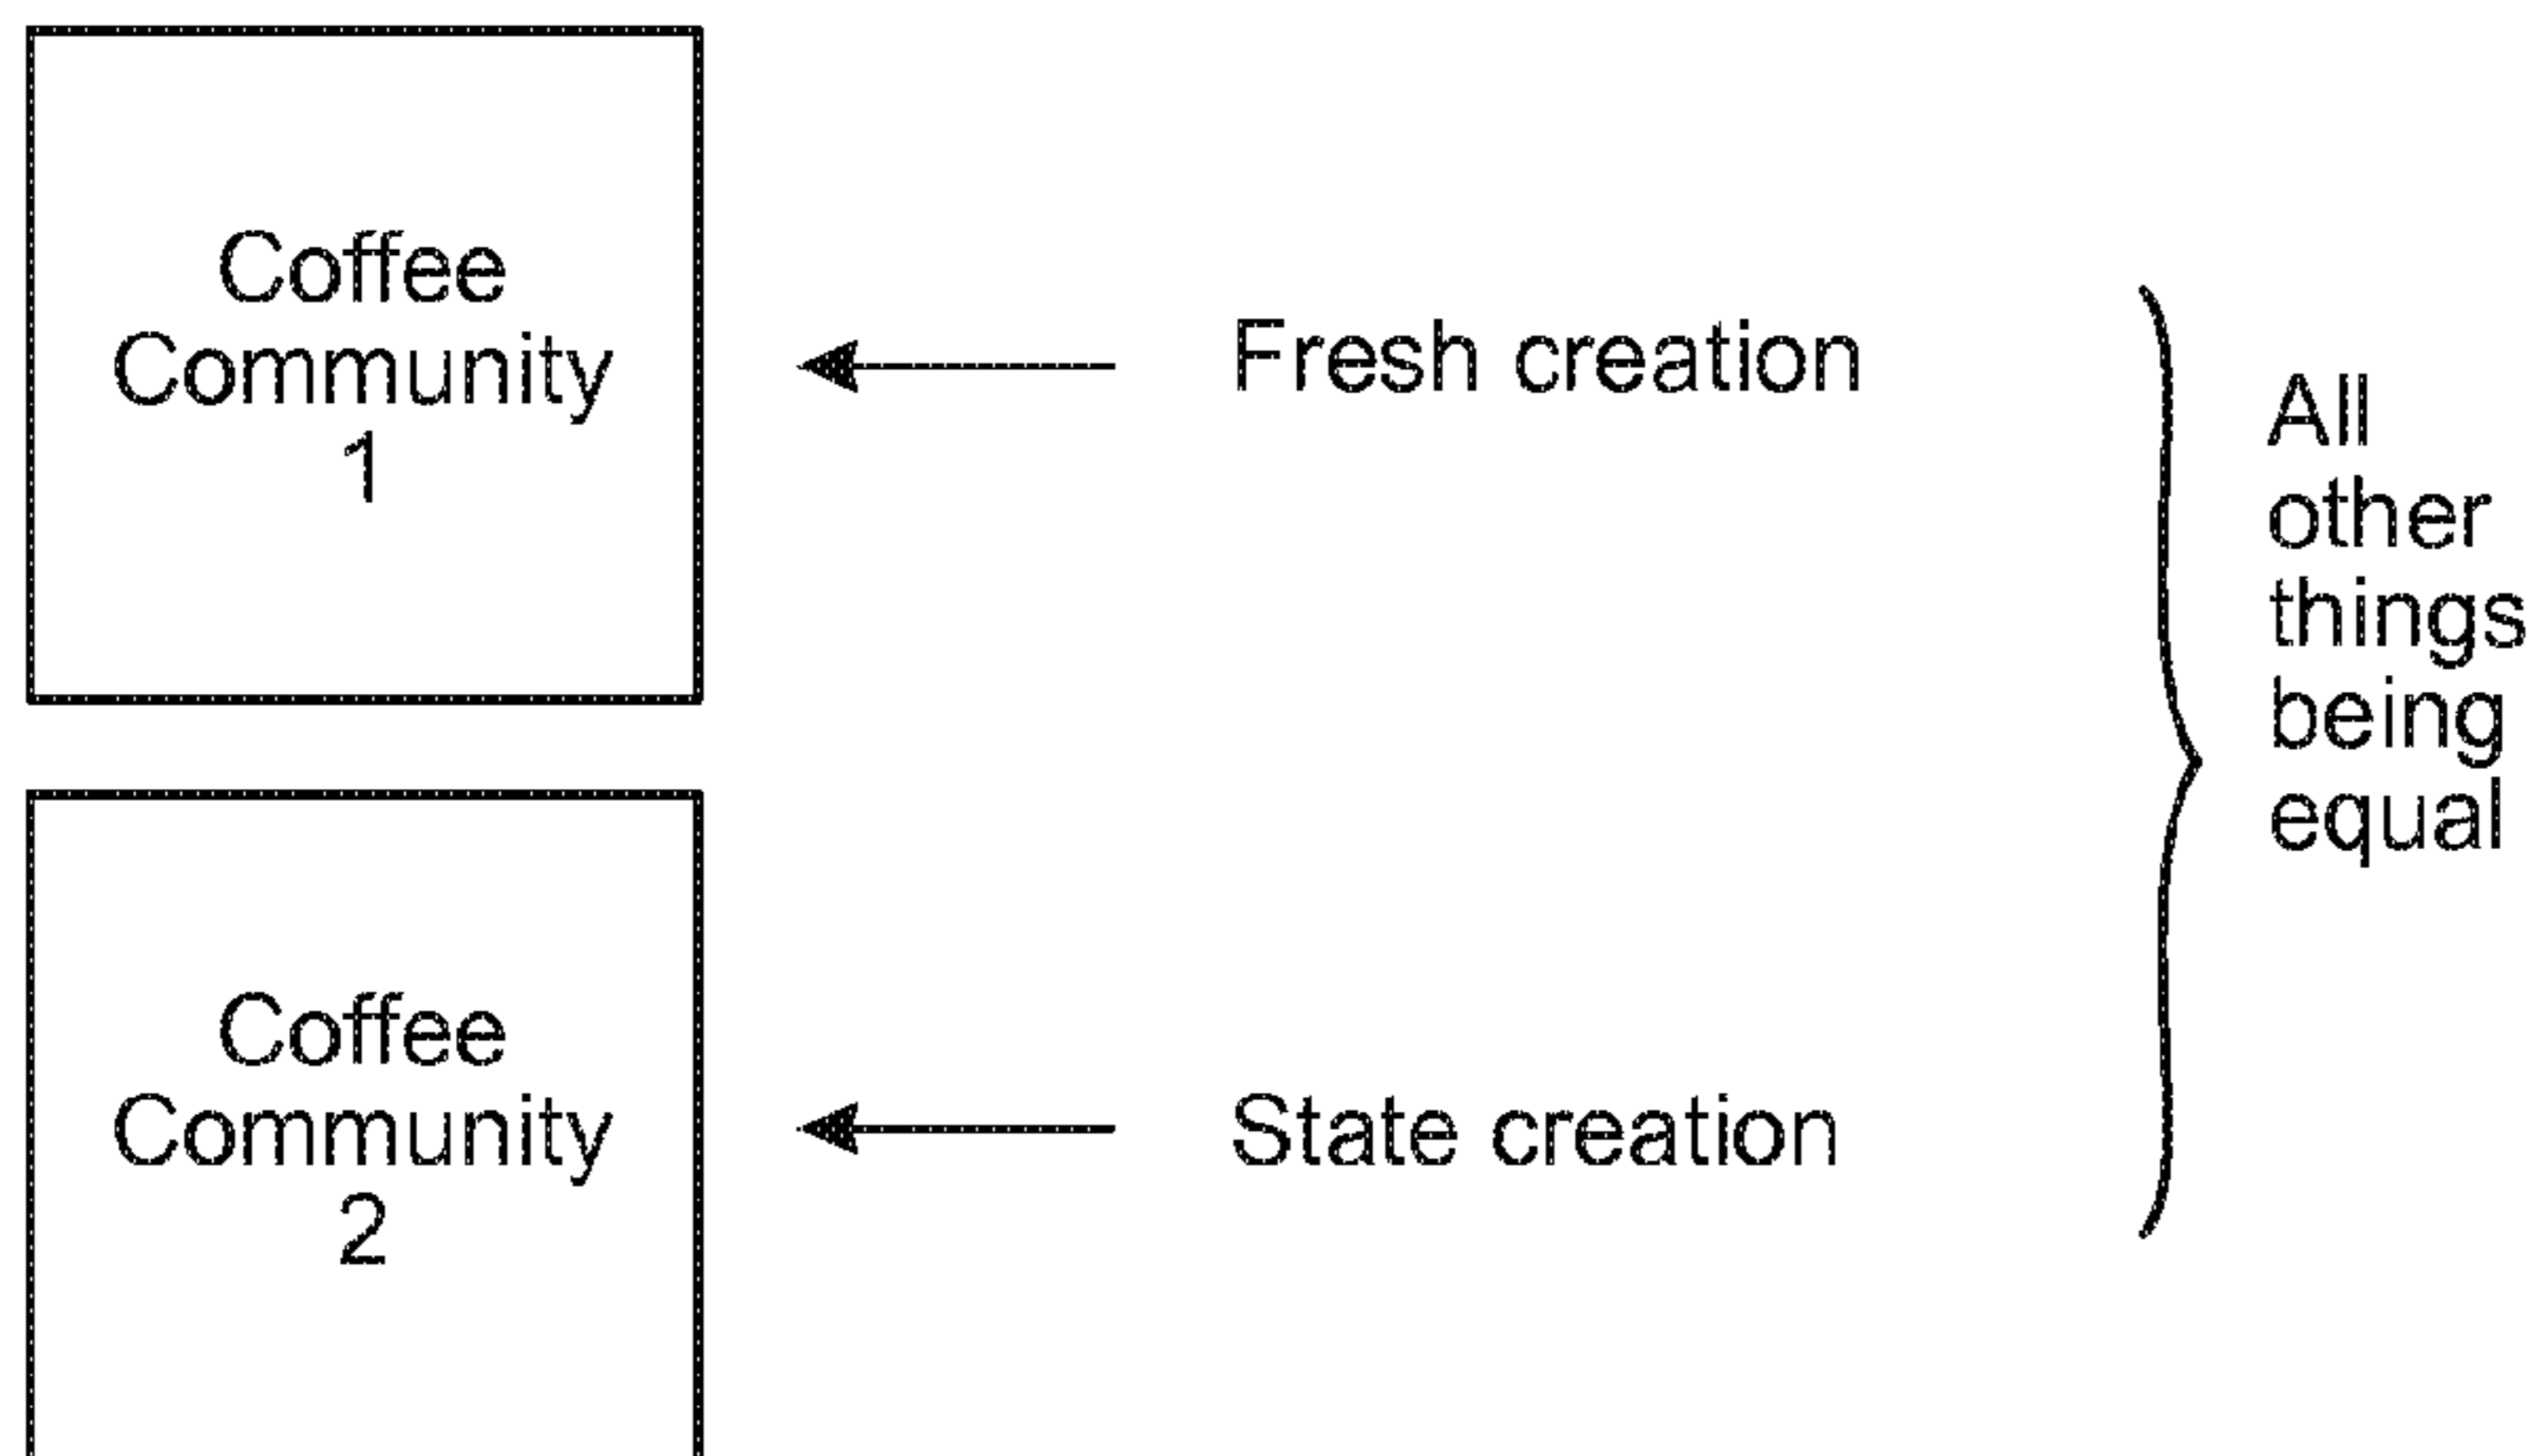 Coffee
Community
1
Fresh creation
All
other
things
being
equal
Coffee
Community
2
State creation